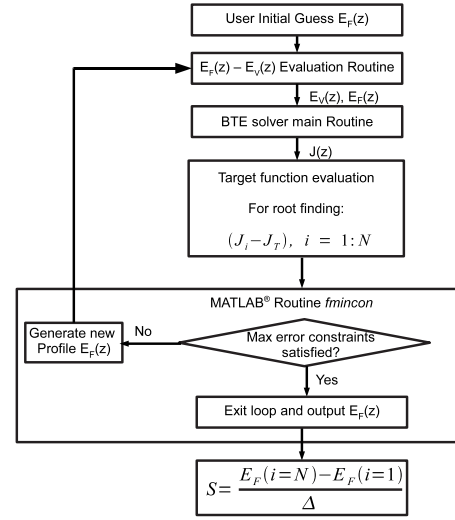 User Initial Guess E_F(z)
E_F(z) – E_V(z) Evaluation Routine
E_V(z), E_F(z)
BTE solver main Routine
J(z)
Target function evaluation
For root finding:
(J_i−J_T), i = 1:N
MATLAB® Routine fmincon
Generate new
Profile E_F(z)
No
Max error constraints
satisfied?
Yes
Exit loop and output E_F(z)
S= E_F(i=N)−E_F(i=1)
Δ